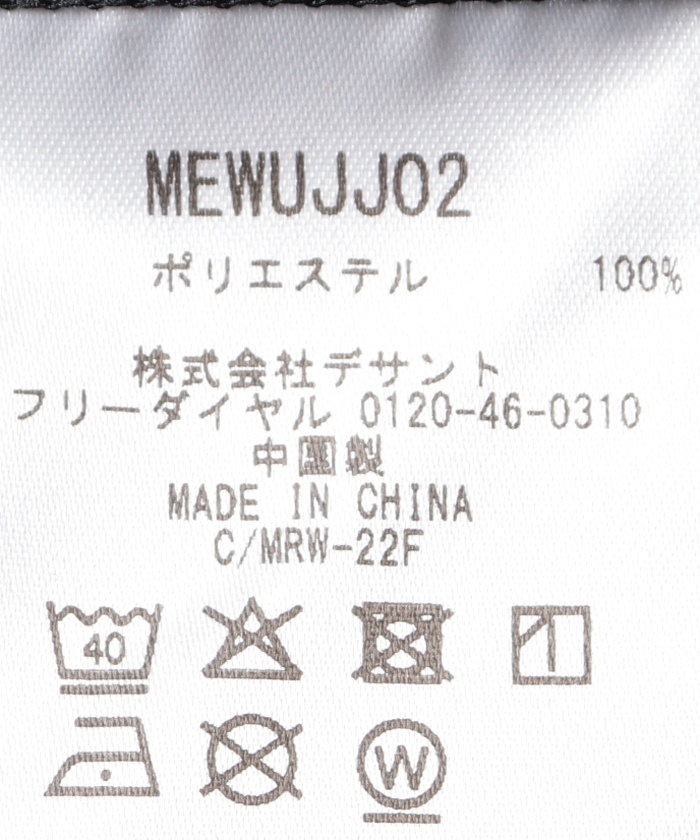 MEWUJJ02
ポリエステル 100%
株式会社デサント
フリーダイヤル 0120-46-0310
中国製
MADE IN CHINA
C/MRW-22F
40
W